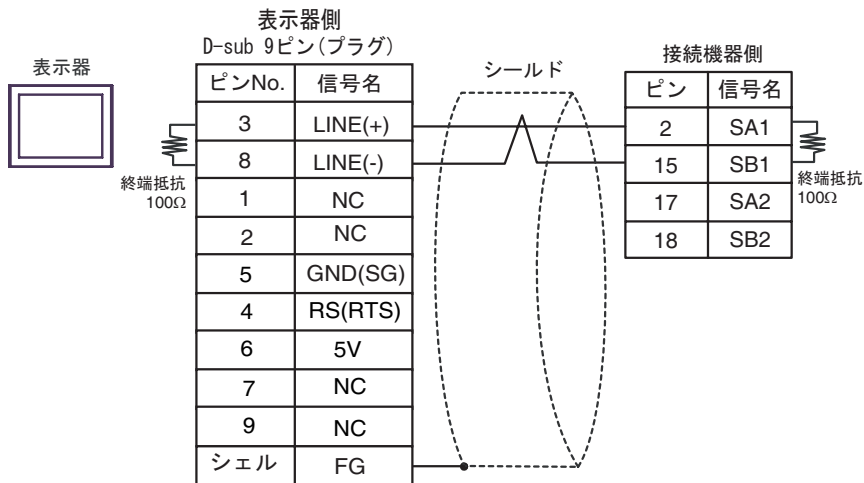 表示器側
D-sub 9ピン(プラグ)
表示器
シールド
接続機器側
ピンNo. 信号名
ピン 信号名
3 LINE(+)
2 SA1
8 LINE(-)
15 SB1
終端抵抗
100Ω
終端抵抗
100Ω
1 NC
17 SA2
2 NC
18 SB2
5 GND(SG)
4 RS(RTS)
6 5V
7 NC
9 NC
シェル FG